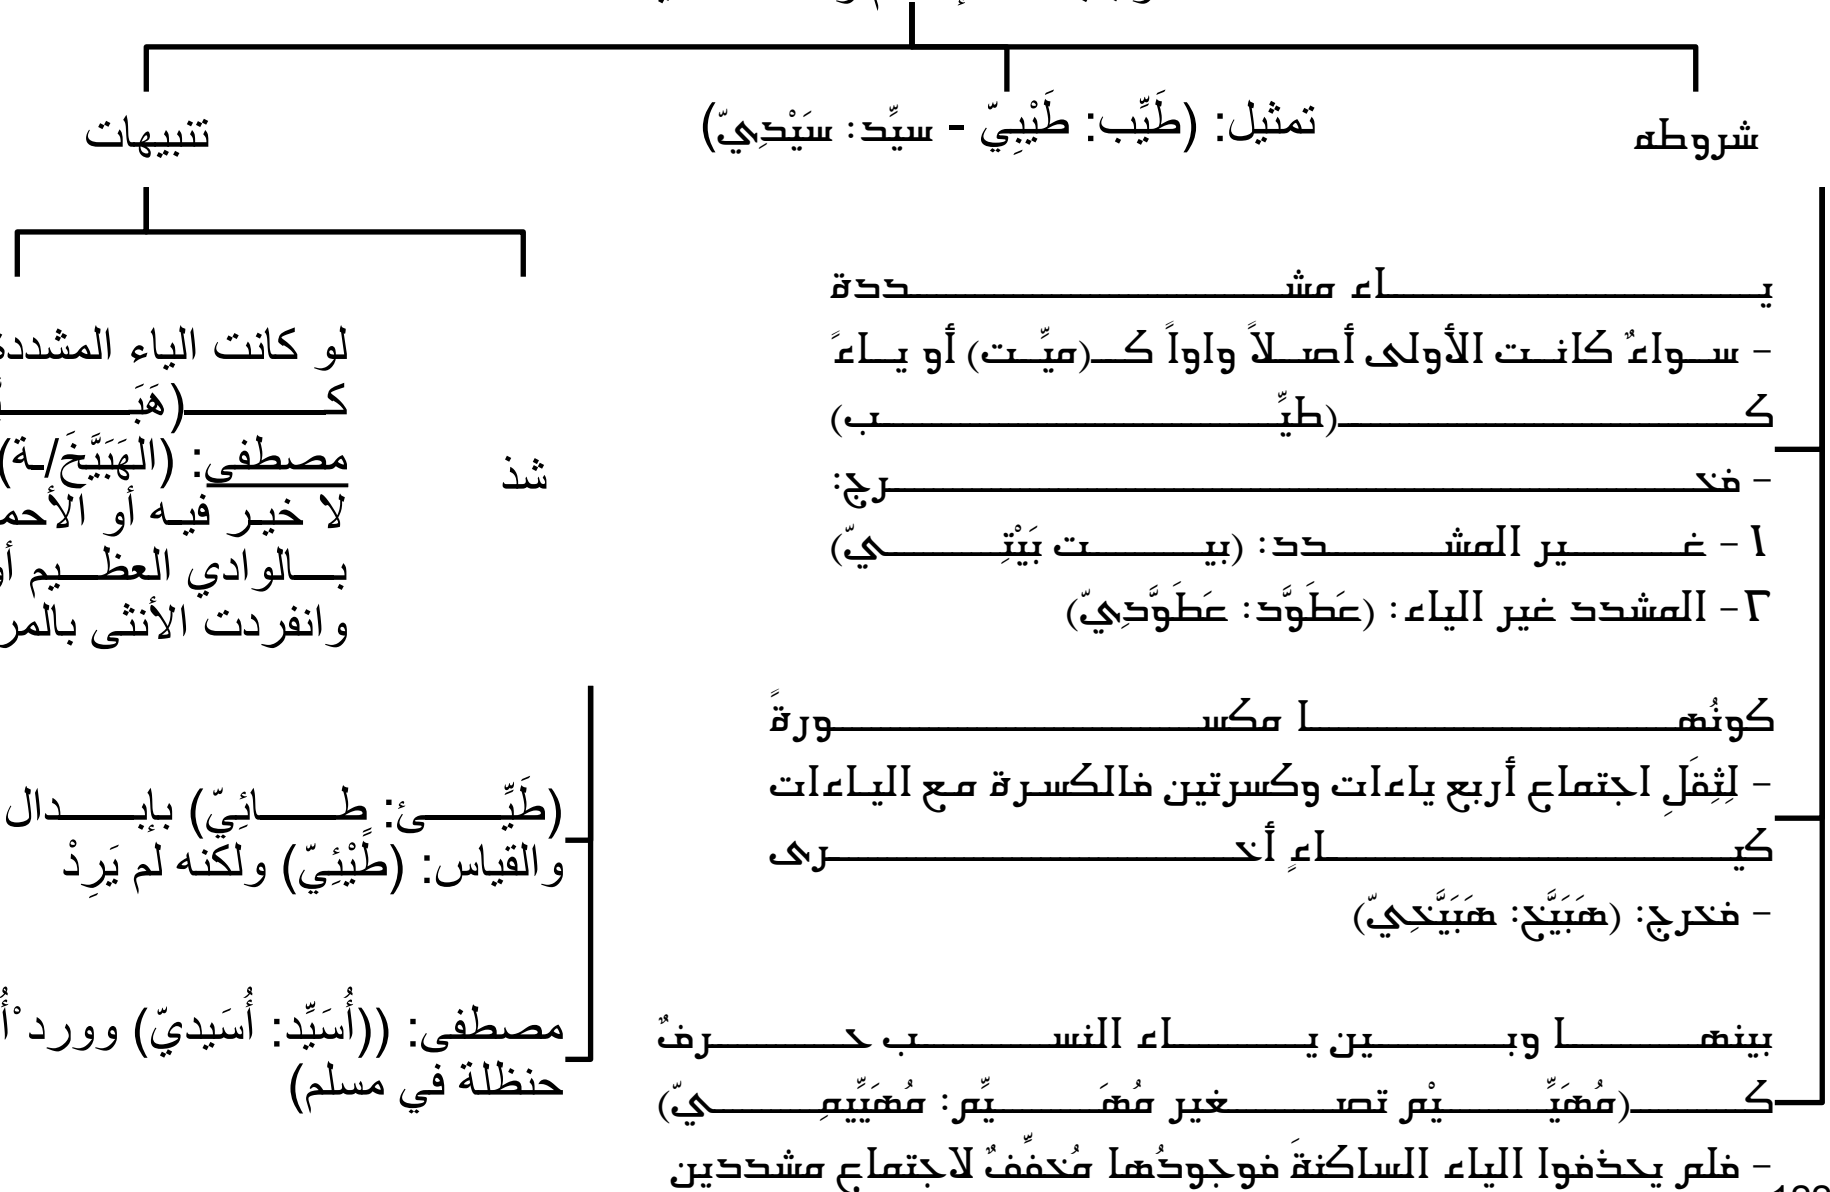 شروطه
تمثيل: (طَيِّب: طَيْبِيّ - سيِّد: سيَْدِيّ)
تنبيهات
ياء مشددة
- سواءٌ كانت الأولى أصلاً واواً كـ(ميِّت) أو ياءً
كـ(طيِّب)
- فخرج:
١- غير المشدد: (بيت بَيْتِيّ)
٢- المشدد غير الياء: (عَطَوَّد: عَطَوَّدِيّ)
كونُها مكسورةً
- لِثِقَلِ اجتماع أربع ياءات وكسرتين فالكسرة مع الياءات
كياءٍ أخرى
- فخرج: (هَبَيَّخ: هَبَيَّخِيّ)
بينها وبين ياء النسب حرفٌ
كـ(مُهَيِّيْم تصغير مُهَيِّم: مُهَيِّيمِيّ)
- فلم يحذفوا الياء الساكنةَ فوجودُها مُخفِّفٌ لاجتماع مشددين
شذ
(طَيِّئ: طائِيّ) بإبدال
والقياس: (طَيْئِيّ) ولكنه لم يَرِدْ
مصطفى: ((أُسَيِّد: أُسَيديّ) وورد
حنظلة في مسلم)
لو كانت الياء المشددة
كـ(هَبَ
مصطفى: (الهَبَيَّخَ/ـة)
لا خير فيه أو
بالوادي العظيم
وانفردت الأنثى